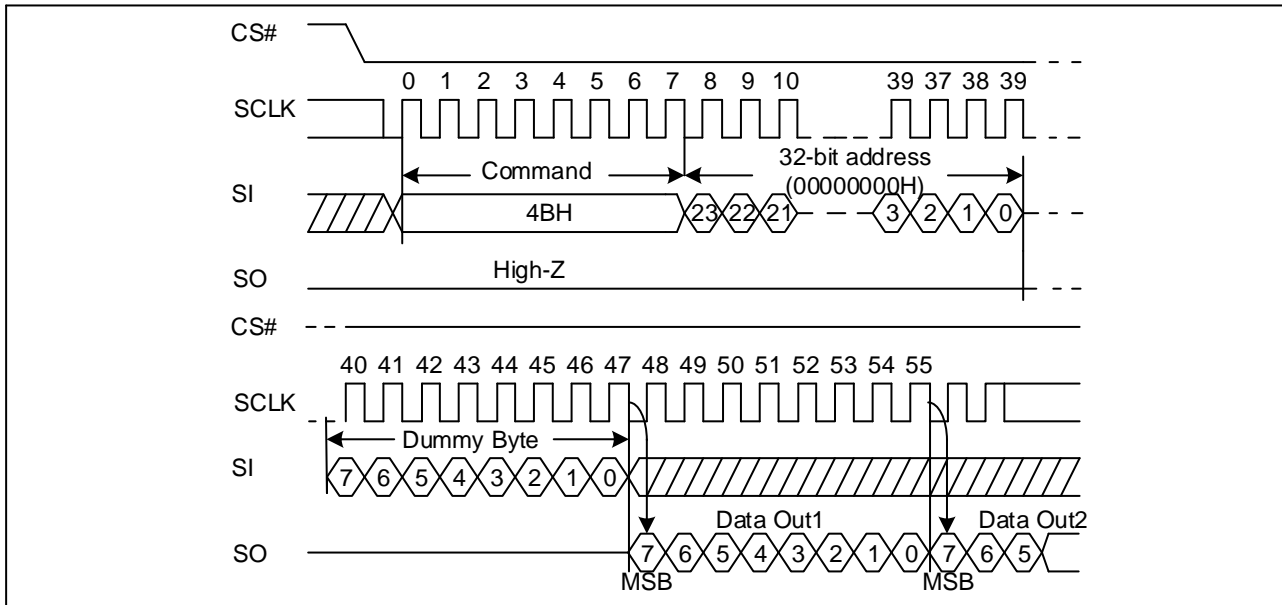 CS#
0 1 2 3 4 5 6 7 8 9 10 39 37 38 39
SCLK
Command
32-bit address
(00000000H)
SI
4BH
23 22 21 3 2 1 0
High-Z
SO
CS#
40 41 42 43 44 45 46 47 48 49 50 51 52 53 54 55
SCLK
Dummy Byte
SI
7 6 5 4 3 2 1 0
Data Out1 Data Out2
SO
7 6 5 4 3 2 1 0 7 6 5
MSB MSB